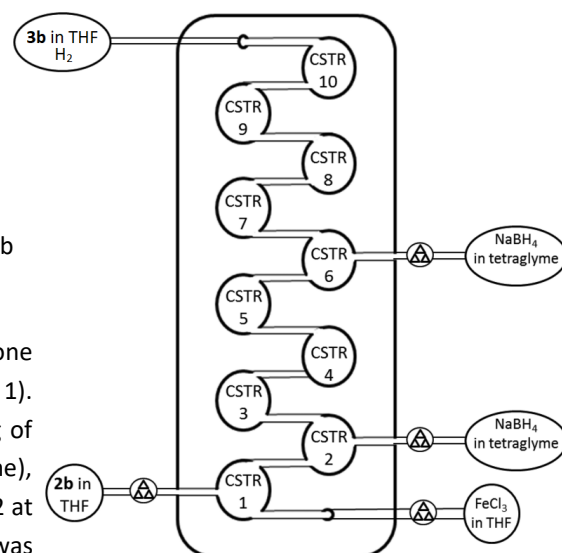 3b in THF
H2
CSTR
10
CSTR
9
CSTR
8
CSTR
7
CSTR
6
NaBH4
in tetraglyme
CSTR
5
CSTR
4
CSTR
3
CSTR
2
NaBH4
in tetraglyme
2b in
THF
CSTR
1
FeCl3
in THF
b
one
1).
g of
ne),
2 at
was